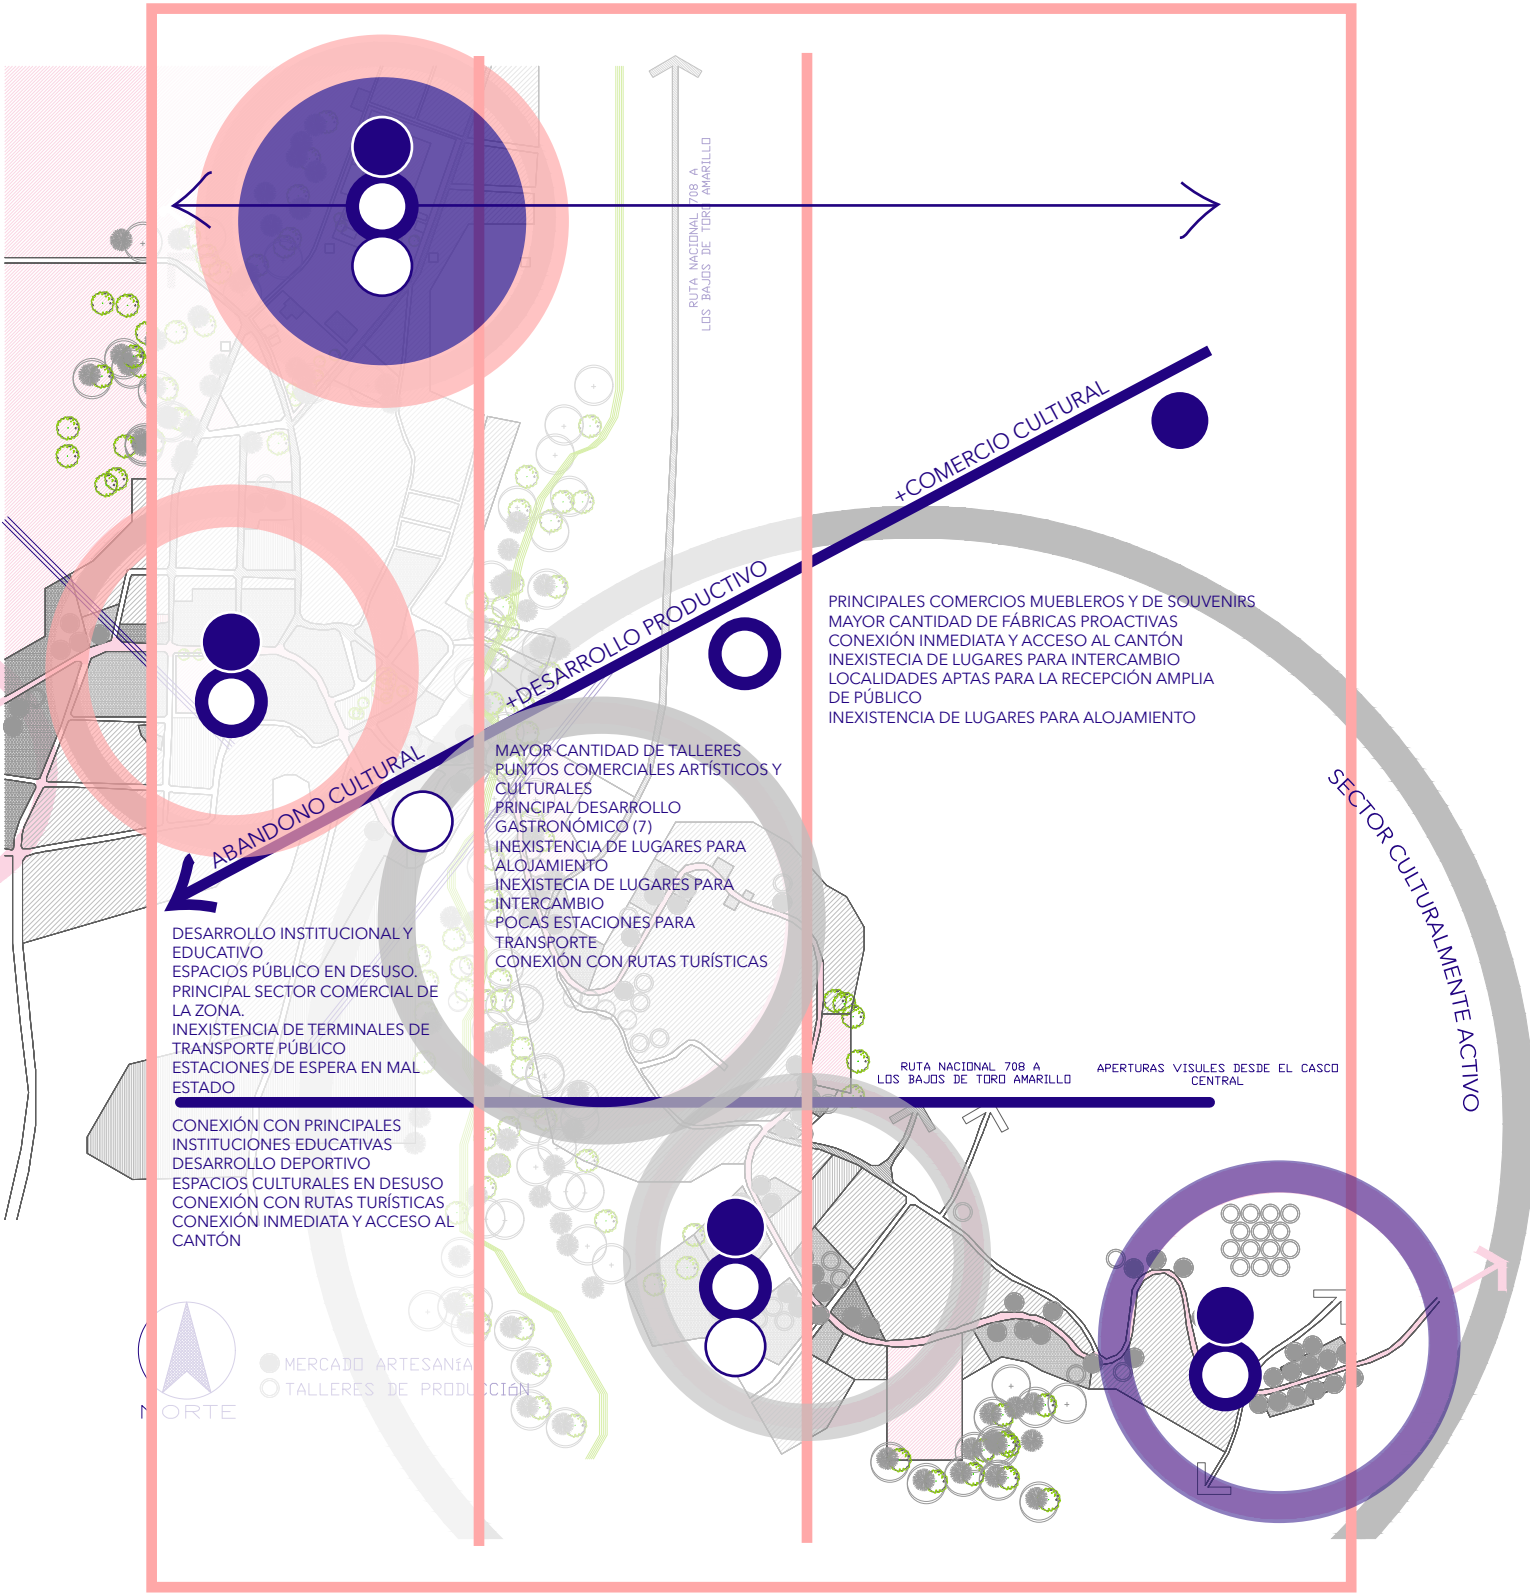 RUTA NACIONAL 708 A
LOS BAJOS DE TORO AMARILLO
+COMERCIO CULTURAL
+DESARROLLO PRODUCTIVO
ABANDONO CULTURAL
PRINCIPALES COMERCIOS MUEBLEROS Y DE SOUVENIRS
MAYOR CANTIDAD DE FÁBRICAS PROACTIVAS
CONEXIÓN INMEDIATA Y ACCESO AL CANTÓN
INEXISTECIA DE LUGARES PARA INTERCAMBIO
LOCALIDADES APTAS PARA LA RECEPCIÓN AMPLIA
DE PÚBLICO
INEXISTENCIA DE LUGARES PARA ALOJAMIENTO
MAYOR CANTIDAD DE TALLERES
PUNTOS COMERCIALES ARTÍSTICOS Y
CULTURALES
PRINCIPAL DESARROLLO
GASTRONÓMICO (7)
INEXISTENCIA DE LUGARES PARA
ALOJAMIENTO
INEXISTECIA DE LUGARES PARA
INTERCAMBIO
POCAS ESTACIONES PARA
TRANSPORTE
CONEXIÓN CON RUTAS TURÍSTICAS
SECTOR CULTURALMENTE ACTIVO
DESARROLLO INSTITUCIONAL Y
EDUCATIVO
ESPACIOS PÚBLICO EN DESUSO.
PRINCIPAL SECTOR COMERCIAL DE
LA ZONA.
INEXISTENCIA DE TERMINALES DE
TRANSPORTE PÚBLICO
ESTACIONES DE ESPERA EN MAL
ESTADO
RUTA NACIONAL 708 A
LOS BAJOS DE TORO AMARILLO
APERTURAS VISULES DESDE EL CASCO
CENTRAL
CONEXIÓN CON PRINCIPALES
INSTITUCIONES EDUCATIVAS
DESARROLLO DEPORTIVO
ESPACIOS CULTURALES EN DESUSO
CONEXIÓN CON RUTAS TURÍSTICAS
CONEXIÓN INMEDIATA Y ACCESO AL
CANTÓN
MERCADO ARTESANíA
TALLERES DE PRODUCCIóN
NORTE